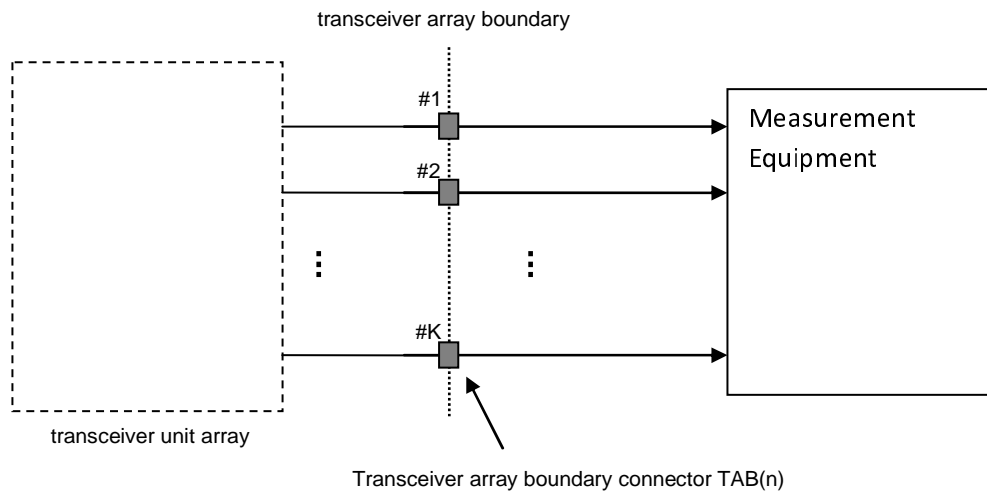 transceiver array boundary
#1
Measurement
Equipment
#2
#K
transceiver unit array
Transceiver array boundary connector TAB(n)